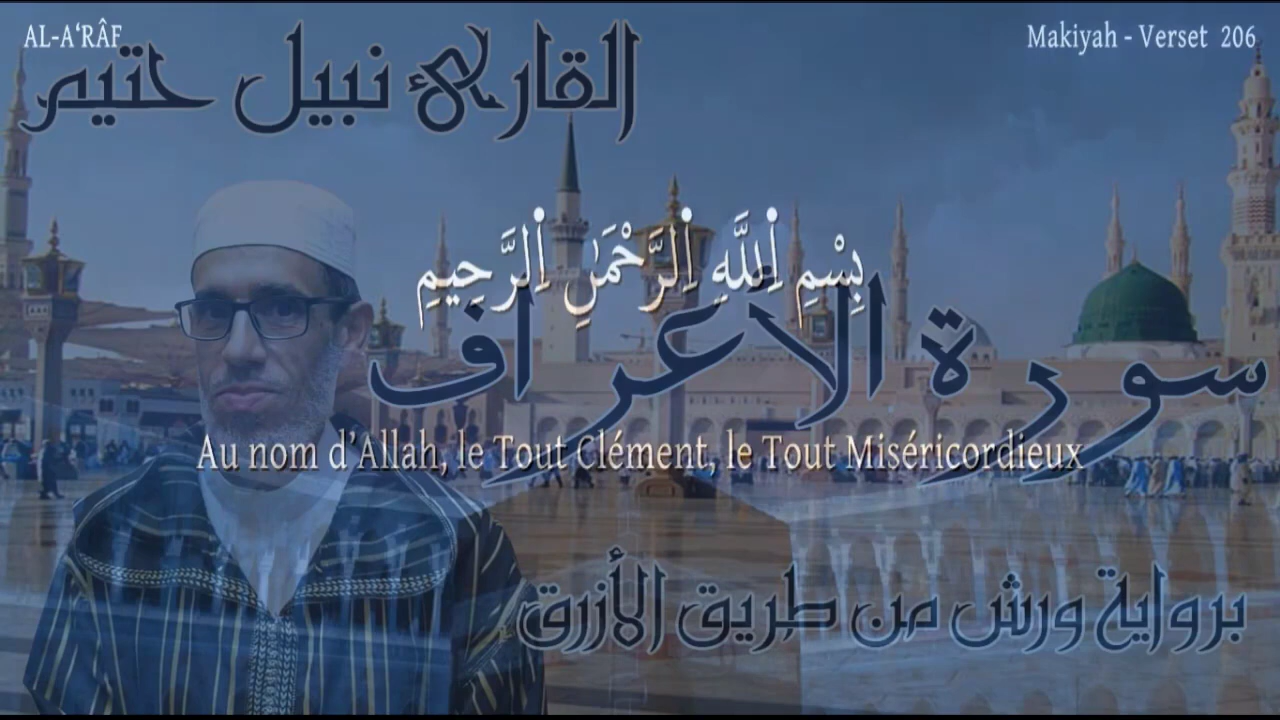 AL-A‘RÂF
Makiyah - Verset 206
القارئ نبيل ختيم
بِسْمِ اِ۬للَّهِ اِ۬لرَّحْمَٰنِ اِ۬لرَّحِيمِ
سورة الأعراف
Au nom d’Allah, le Tout Clément, le Tout Miséricordieux
برواية ورش من طريق الأزرق